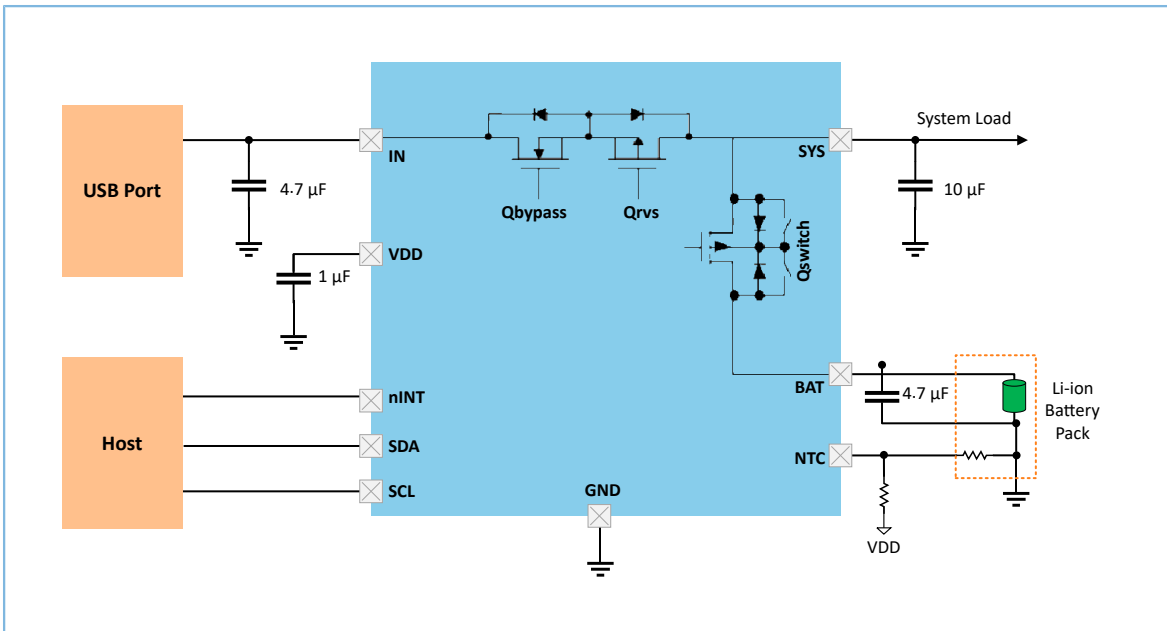 System Load
IN
SYS
USB Port
4.7 µF
10 µF
Qbypass
Qrvs
Qswitch
VDD
1 µF
BAT
4.7 µF
Li-ion
Battery
Pack
nINT
Host
SDA
NTC
SCL
GND
VDD